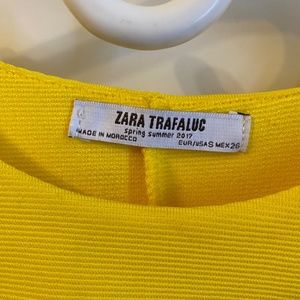 ZARA TRAFALUC
spring summer 2017
MADE IN MOROCCO
EUR/USA S MEX 26